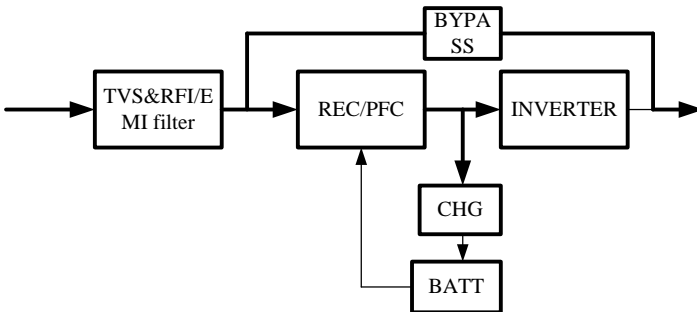 BYPA
SS
TVS&RFI/E
MI filter
REC/PFC
INVERTER
CHG
BATT